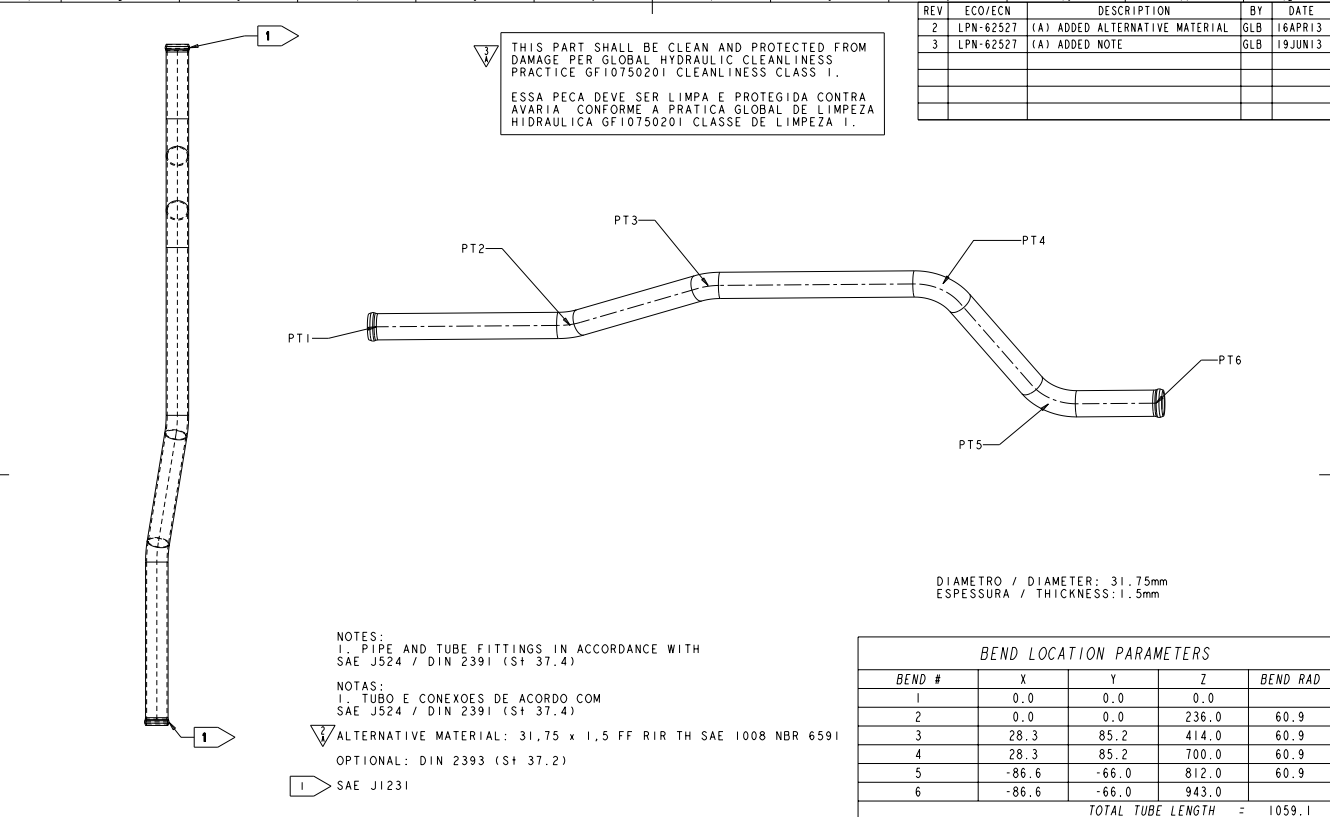 REV ECO/ECN DESCRIPTION BY DATE
2 LPN-62527 (A) ADDED ALTERNATIVE MATERIAL GLB 16APR13
3 LPN-62527 (A) ADDED NOTE GLB 19JUN13
1
3
A
THIS PART SHALL BE CLEAN AND PROTECTED FROM
DAMAGE PER GLOBAL HYDRAULIC CLEANLINESS
PRACTICE GF10750201 CLEANLINESS CLASS 1.
ESSA PECA DEVE SER LIMPA E PROTEGIDA CONTRA
AVARIA CONFORME A PRATICA GLOBAL DE LIMPEZA
HIDRAULICA GF10750201 CLASSE DE LIMPEZA 1.
PT1
PT2
PT3
PT4
PT5
PT6
1
DIAMETRO / DIAMETER: 31.75mm
ESPESSURA / THICKNESS:1.5mm
NOTES:
1. PIPE AND TUBE FITTINGS IN ACCORDANCE WITH
SAE J524 / DIN 2391 (St 37.4)
NOTAS:
1. TUBO E CONEXOES DE ACORDO COM
SAE J524 / DIN 2391 (St 37.4)
2
A
ALTERNATIVE MATERIAL: 31,75 x 1,5 FF RIR TH SAE 1008 NBR 6591
OPTIONAL: DIN 2393 (St 37.2)
1 SAE J1231
BEND LOCATION PARAMETERS
BEND # X Y Z BEND RAD
1 0.0 0.0 0.0
2 0.0 0.0 236.0 60.9
3 28.3 85.2 414.0 60.9
4 28.3 85.2 700.0 60.9
5 -86.6 -66.0 812.0 60.9
6 -86.6 -66.0 943.0
TOTAL TUBE LENGTH = 1059.1